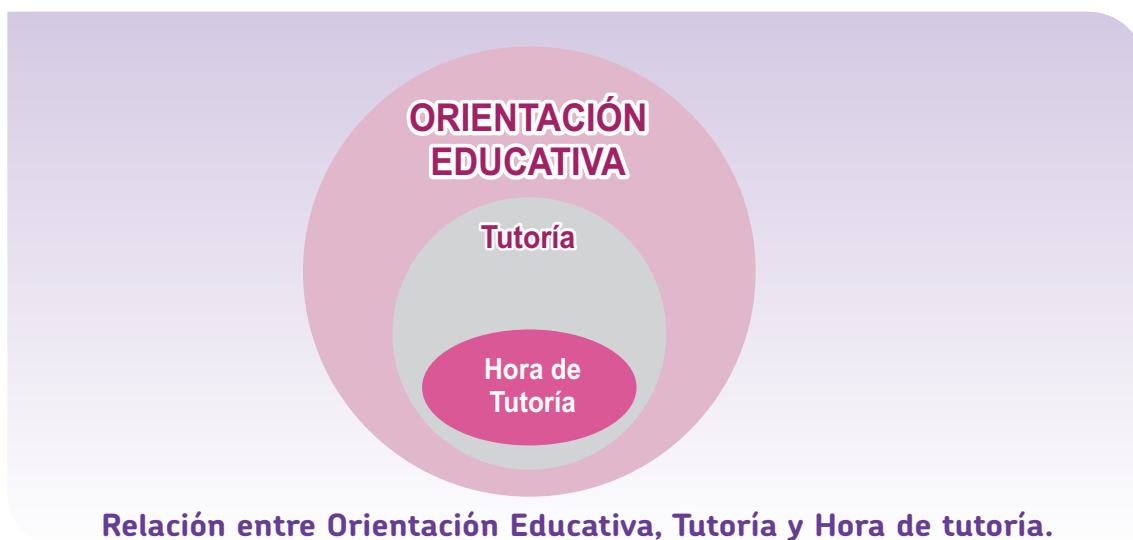 ORIENTACIÓN
EDUCATIVA
Tutoría
Hora de
Tutoría
Relación entre Orientación Educativa, Tutoría y Hora de tutoría.